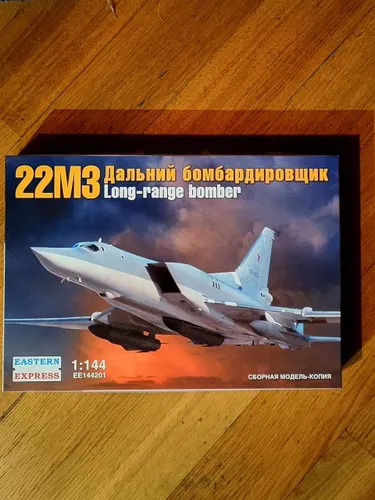 22М3 Дальний бомбардировщик
Long-range bomber
EASTERN
EXPRESS
1:144
EE144201
СБОРНАЯ МОДЕЛЬ-КОПИЯ